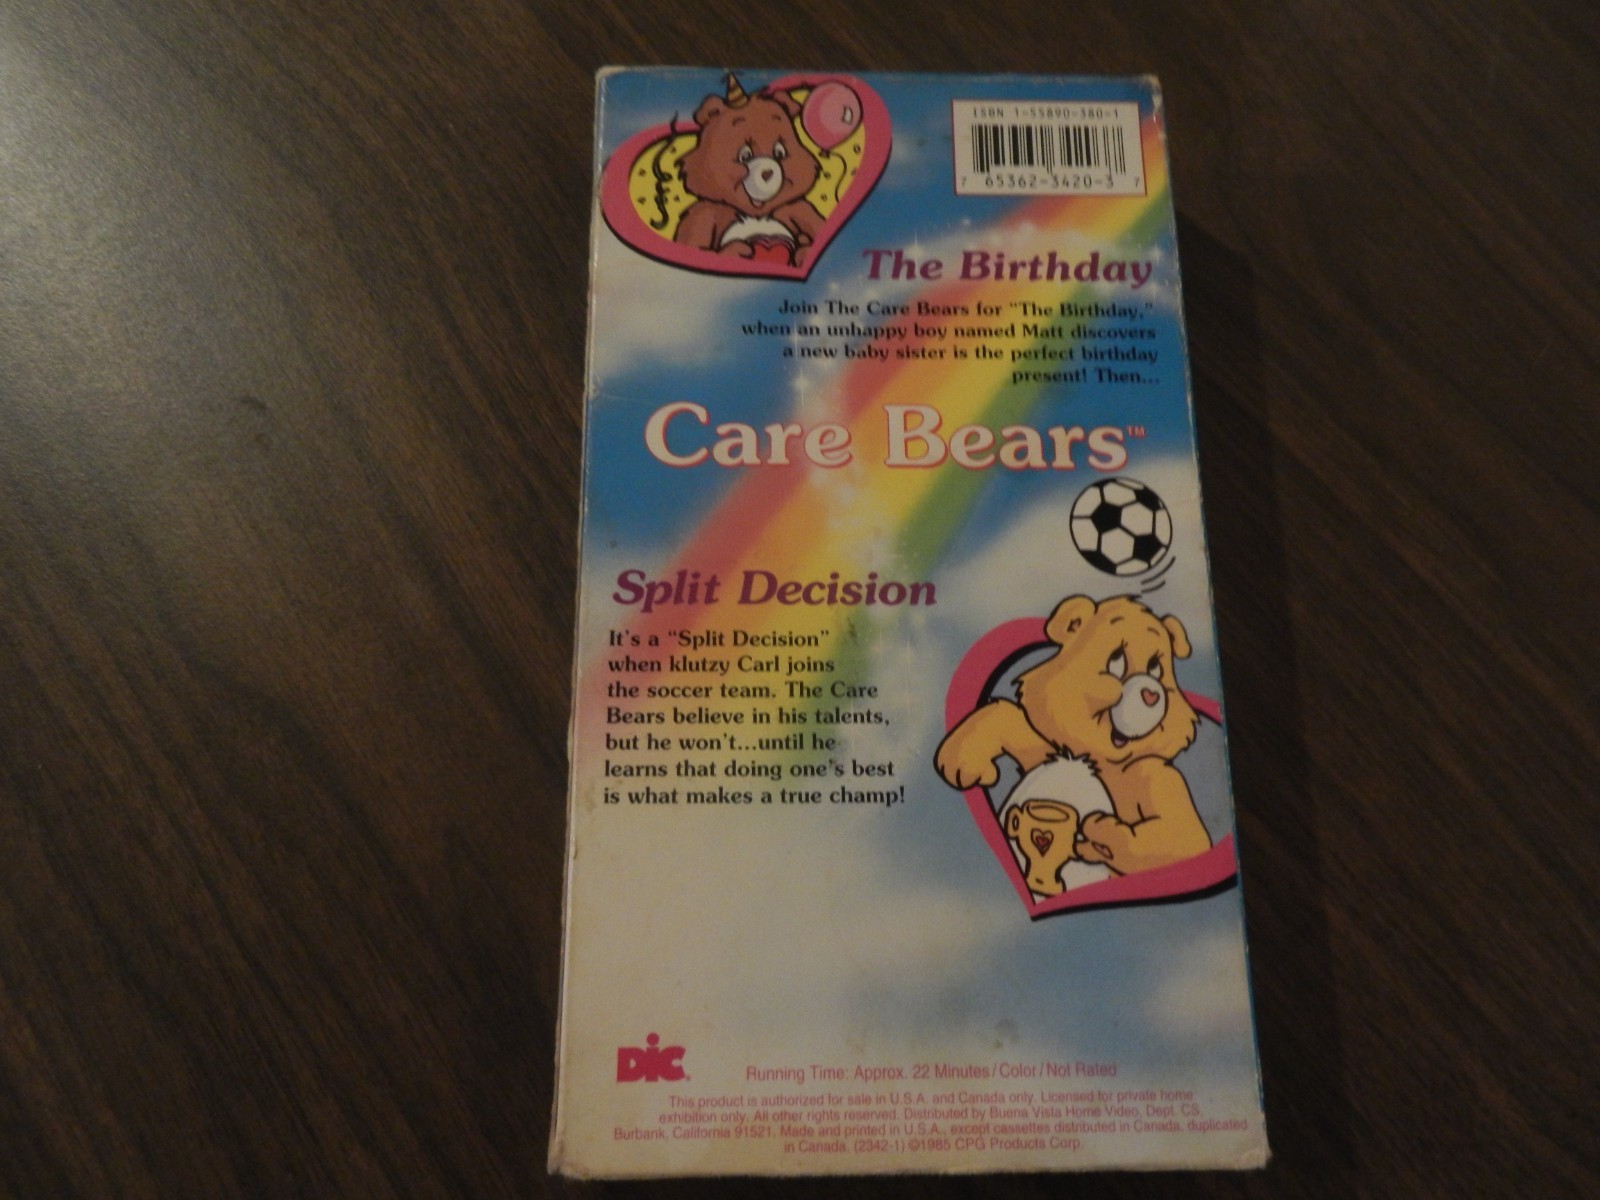 ISBN 1-55890-380-1
7 65362-3420-3 7
The Birthday
Join The Care Bears for "The Birthday,"
when an unhappy boy named Matt discovers
a new baby sister is the perfect birthday
present! Then...
Care Bears™
Split Decision
It's a "Split Decision"
when klutzy Carl joins
the soccer team. The Care
Bears believe in his talents,
but he won't...until he
learns that doing one's best
is what makes a true champ!
DIC
Running Time: Approx. 22 Minutes/Color/Not Rated
This product is authorized for sale in U.S.A. and Canada only. Licensed for private home
exhibition only. All other rights reserved. Distributed by Buena Vista Home Video, Dept. CS,
Burbank, California 91521. Made and printed in U.S.A., except cassettes distributed in Canada, duplicated
in Canada. (2342-1) ©1985 CPG Products Corp.